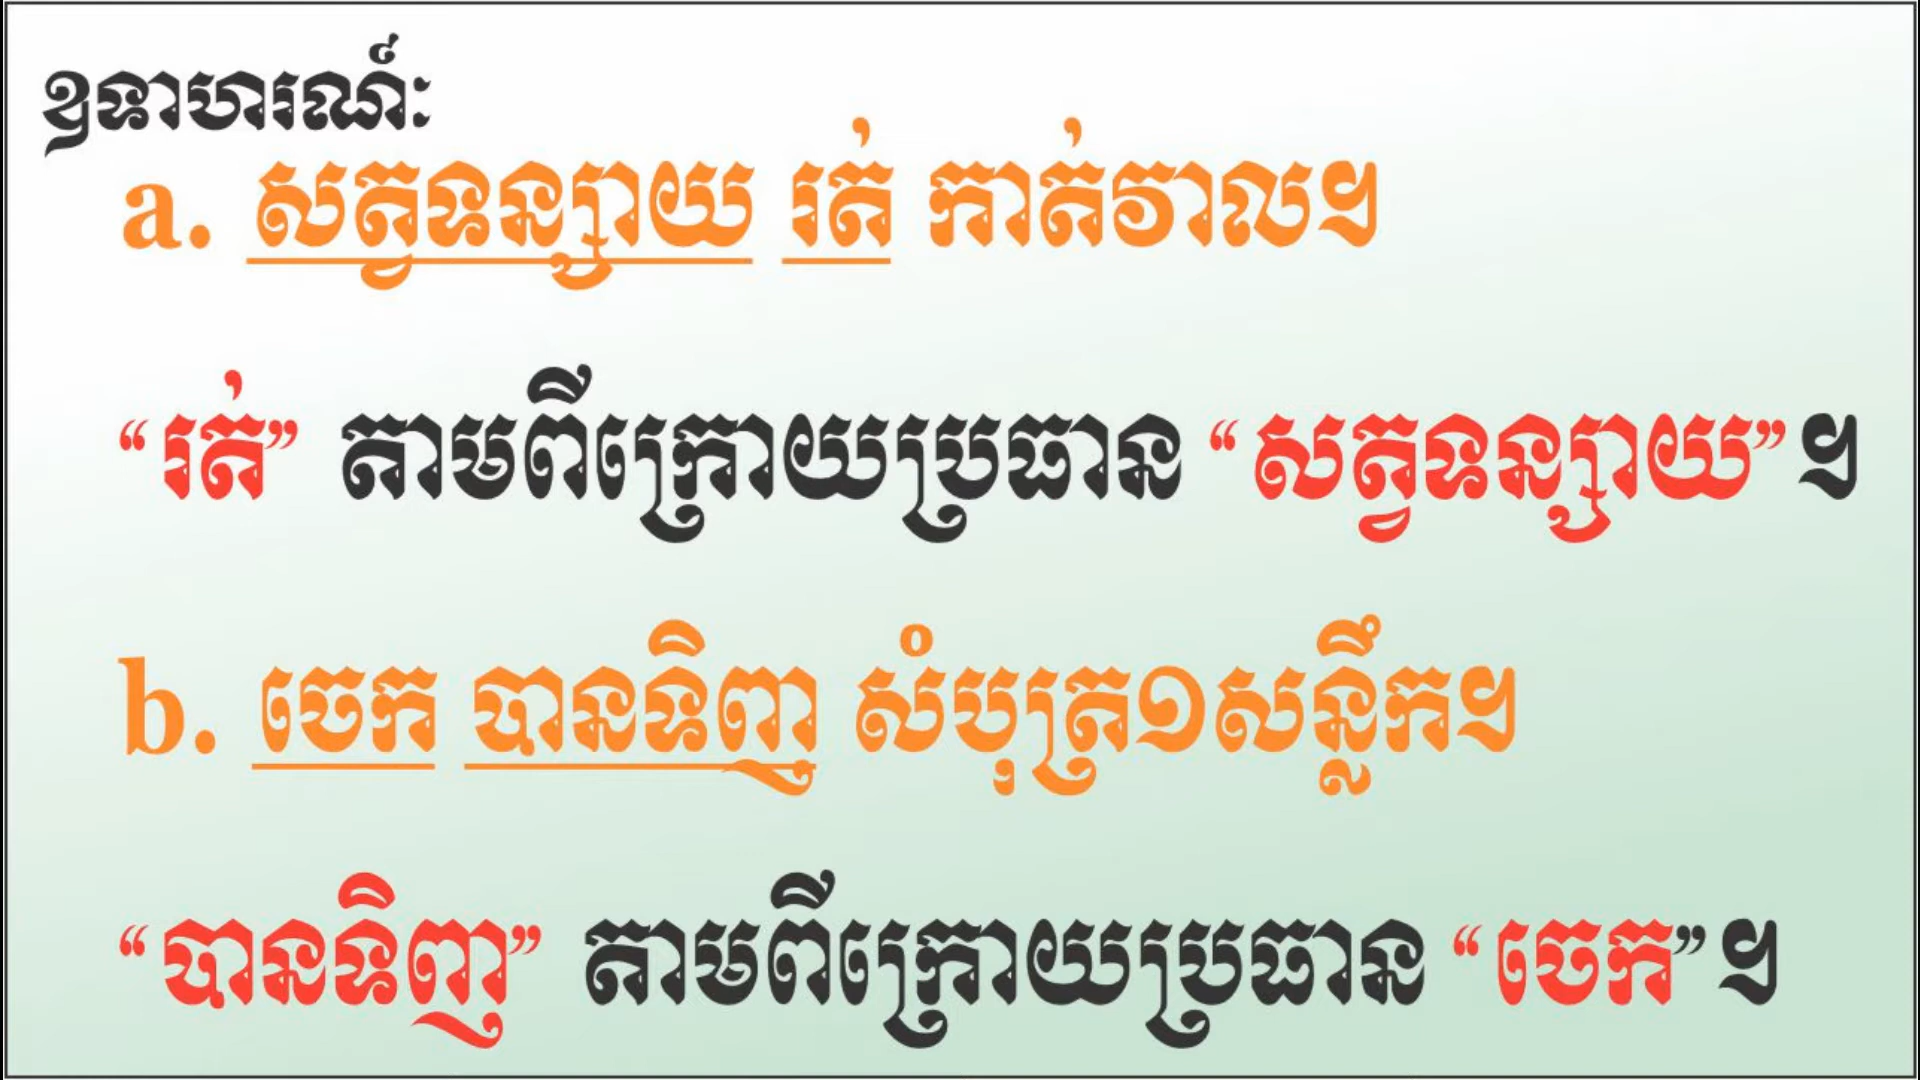 ឧទាហរណ៍ៈ
a. សត្វទន្សាយ រត់ កាត់វាល។
“រត់” តាមពីក្រោយប្រធាន “សត្វទន្សាយ”។
b. ចេក បានទិញ សំបុត្រ១សន្លឹក។
“បានទិញ” តាមពីក្រោយប្រធាន “ចេក”។